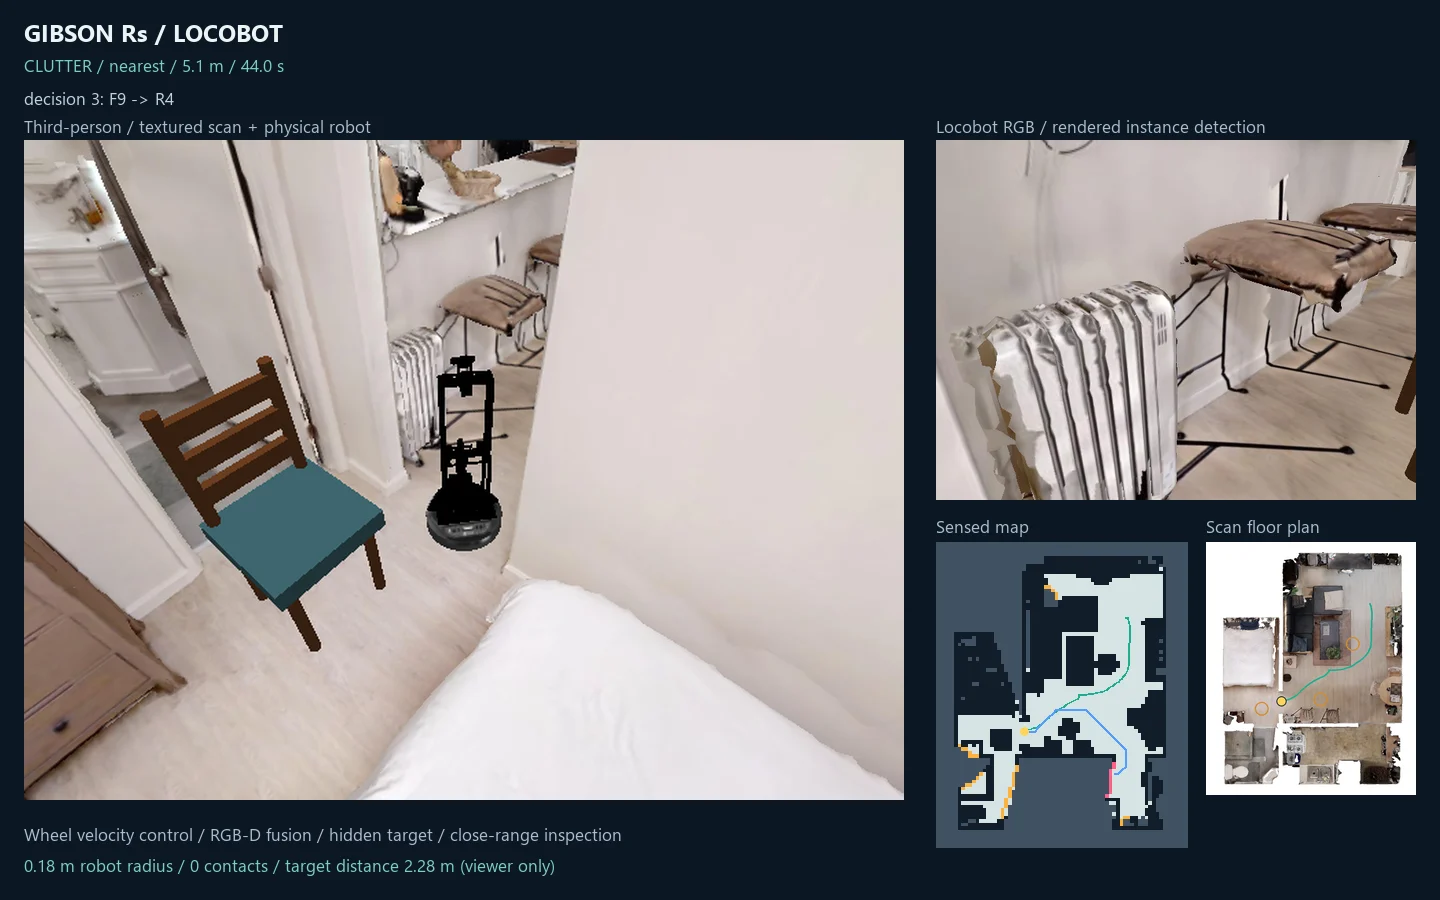 GIBSON Rs / LOCOBOT
CLUTTER / nearest / 5.1 m / 44.0 s
decision 3: F9 -> R4
Third-person / textured scan + physical robot
Locobot RGB / rendered instance detection
Sensed map
Scan floor plan
Wheel velocity control / RGB-D fusion / hidden target / close-range inspection
0.18 m robot radius / 0 contacts / target distance 2.28 m (viewer only)